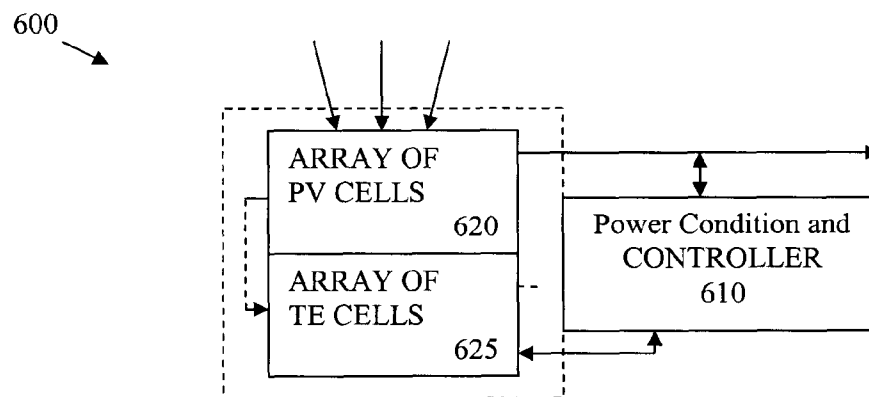 600
ARRAY OF
PV CELLS
620
Power Condition and
CONTROLLER
610
ARRAY OF
TE CELLS
625